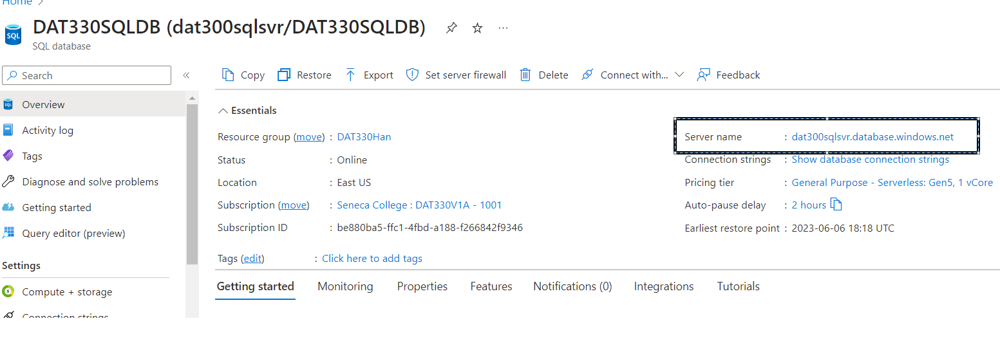 Home >
DAT330SQLDB (dat300sqlsvr/DAT330SQLDB)
SQL
SQL database
Search
Overview
Activity log
Tags
Diagnose and solve problems
Getting started
Query editor (preview)
Settings
Compute + storage
Connection strings
Copy Restore Export Set server firewall Delete Connect with... Feedback
Essentials
Resource group (move) : DAT330Han
Status : Online
Location : East US
Subscription (move) : Seneca College : DAT330V1A - 1001
Subscription ID : be880ba5-ffc1-4fbd-a188-f266842f9346
Server name : dat300sqlsvr.database.windows.net
Connection strings : Show database connection strings
Pricing tier : General Purpose - Serverless: Gen5, 1 vCore
Auto-pause delay : 2 hours
Earliest restore point : 2023-06-06 18:18 UTC
Tags (edit) : Click here to add tags
Getting started Monitoring Properties Features Notifications (0) Integrations Tutorials